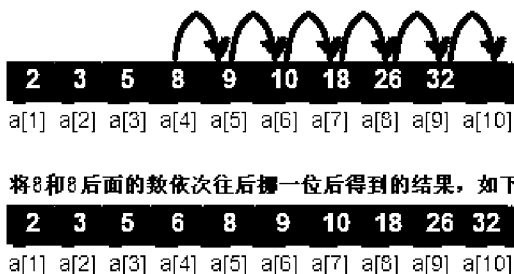 2 3 5 8 9 10 18 26 32
a[1] a[2] a[3] a[4] a[5] a[6] a[7] a[8] a[9] a[10]
将8和8后面的数依次往后挪一位后得到的结果，如下
2 3 5 6 8 9 10 18 26 32
a[1] a[2] a[3] a[4] a[5] a[6] a[7] a[8] a[9] a[10]